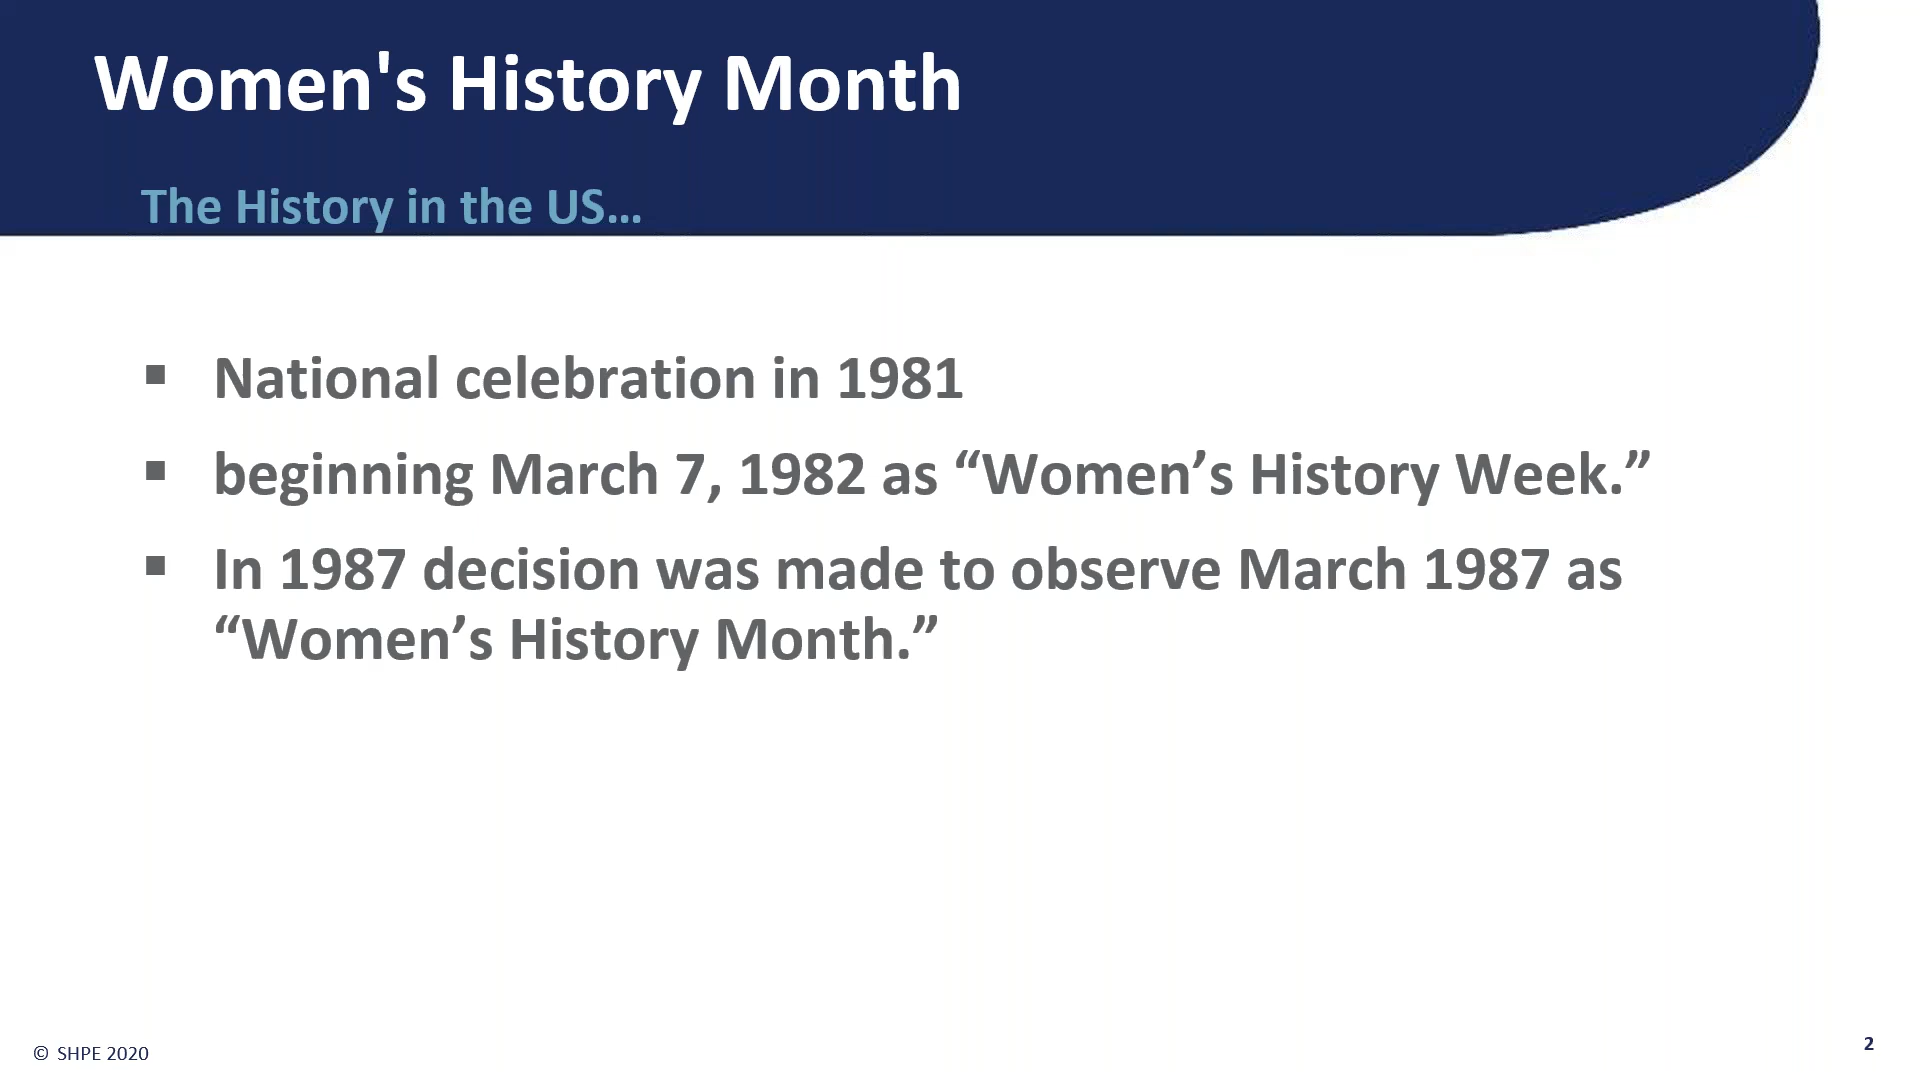 Women's History Month
The History in the US...
▪ National celebration in 1981
▪ beginning March 7, 1982 as “Women’s History Week.”
▪ In 1987 decision was made to observe March 1987 as
“Women’s History Month.”
© SHPE 2020
2